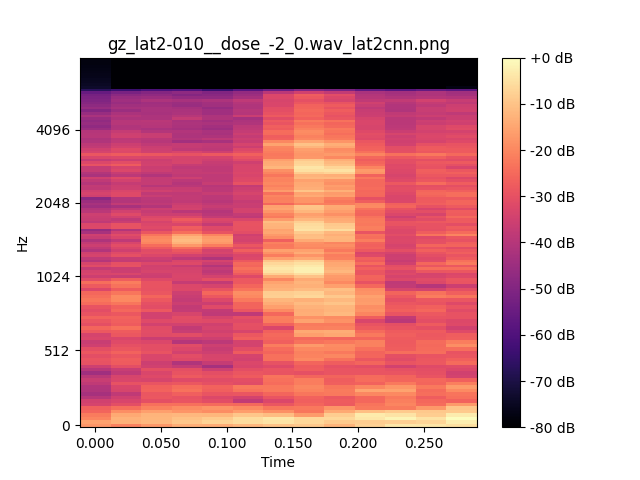 gz_lat2-010__dose_-2_0.wav_lat2cnn.png
+0 dB
-10 dB
-20 dB
-30 dB
-40 dB
-50 dB
-60 dB
-70 dB
-80 dB
4096
2048
1024
512
0
Hz
0.000 0.050 0.100 0.150 0.200 0.250
Time